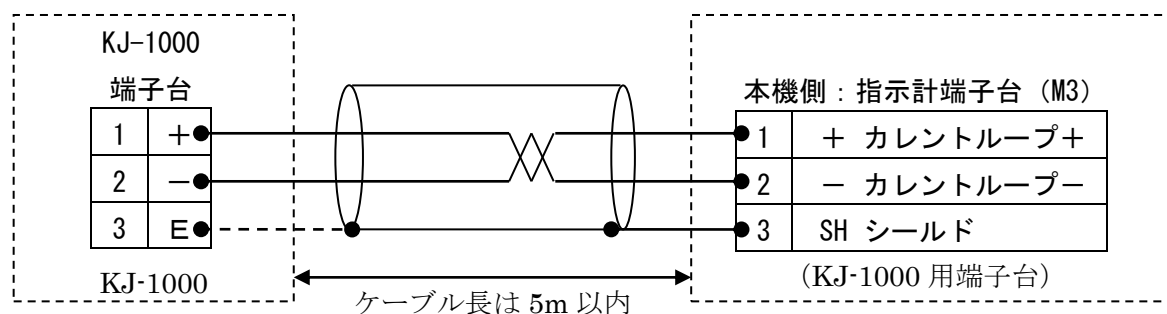 KJ-1000
端子台
1 +
2 −
3 E
KJ-1000
ケーブル長は 5m 以内
本機側：指示計端子台（M3）
1 + カレントループ+
2 − カレントループ−
3 SH シールド
（KJ-1000 用端子台）